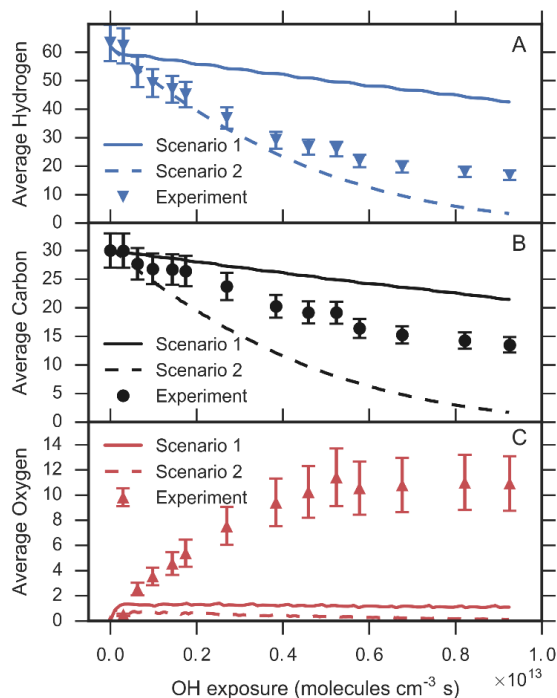 A
Average Hydrogen
60
50
40
30
20
10
0
Scenario 1
Scenario 2
Experiment
B
Average Carbon
30
25
20
15
10
5
0
Scenario 1
Scenario 2
Experiment
C
Average Oxygen
14
12
10
8
6
4
2
0
Scenario 1
Scenario 2
Experiment
0.0 0.2 0.4 0.6 0.8 1.0
×10¹³
OH exposure (molecules cm⁻³ s)